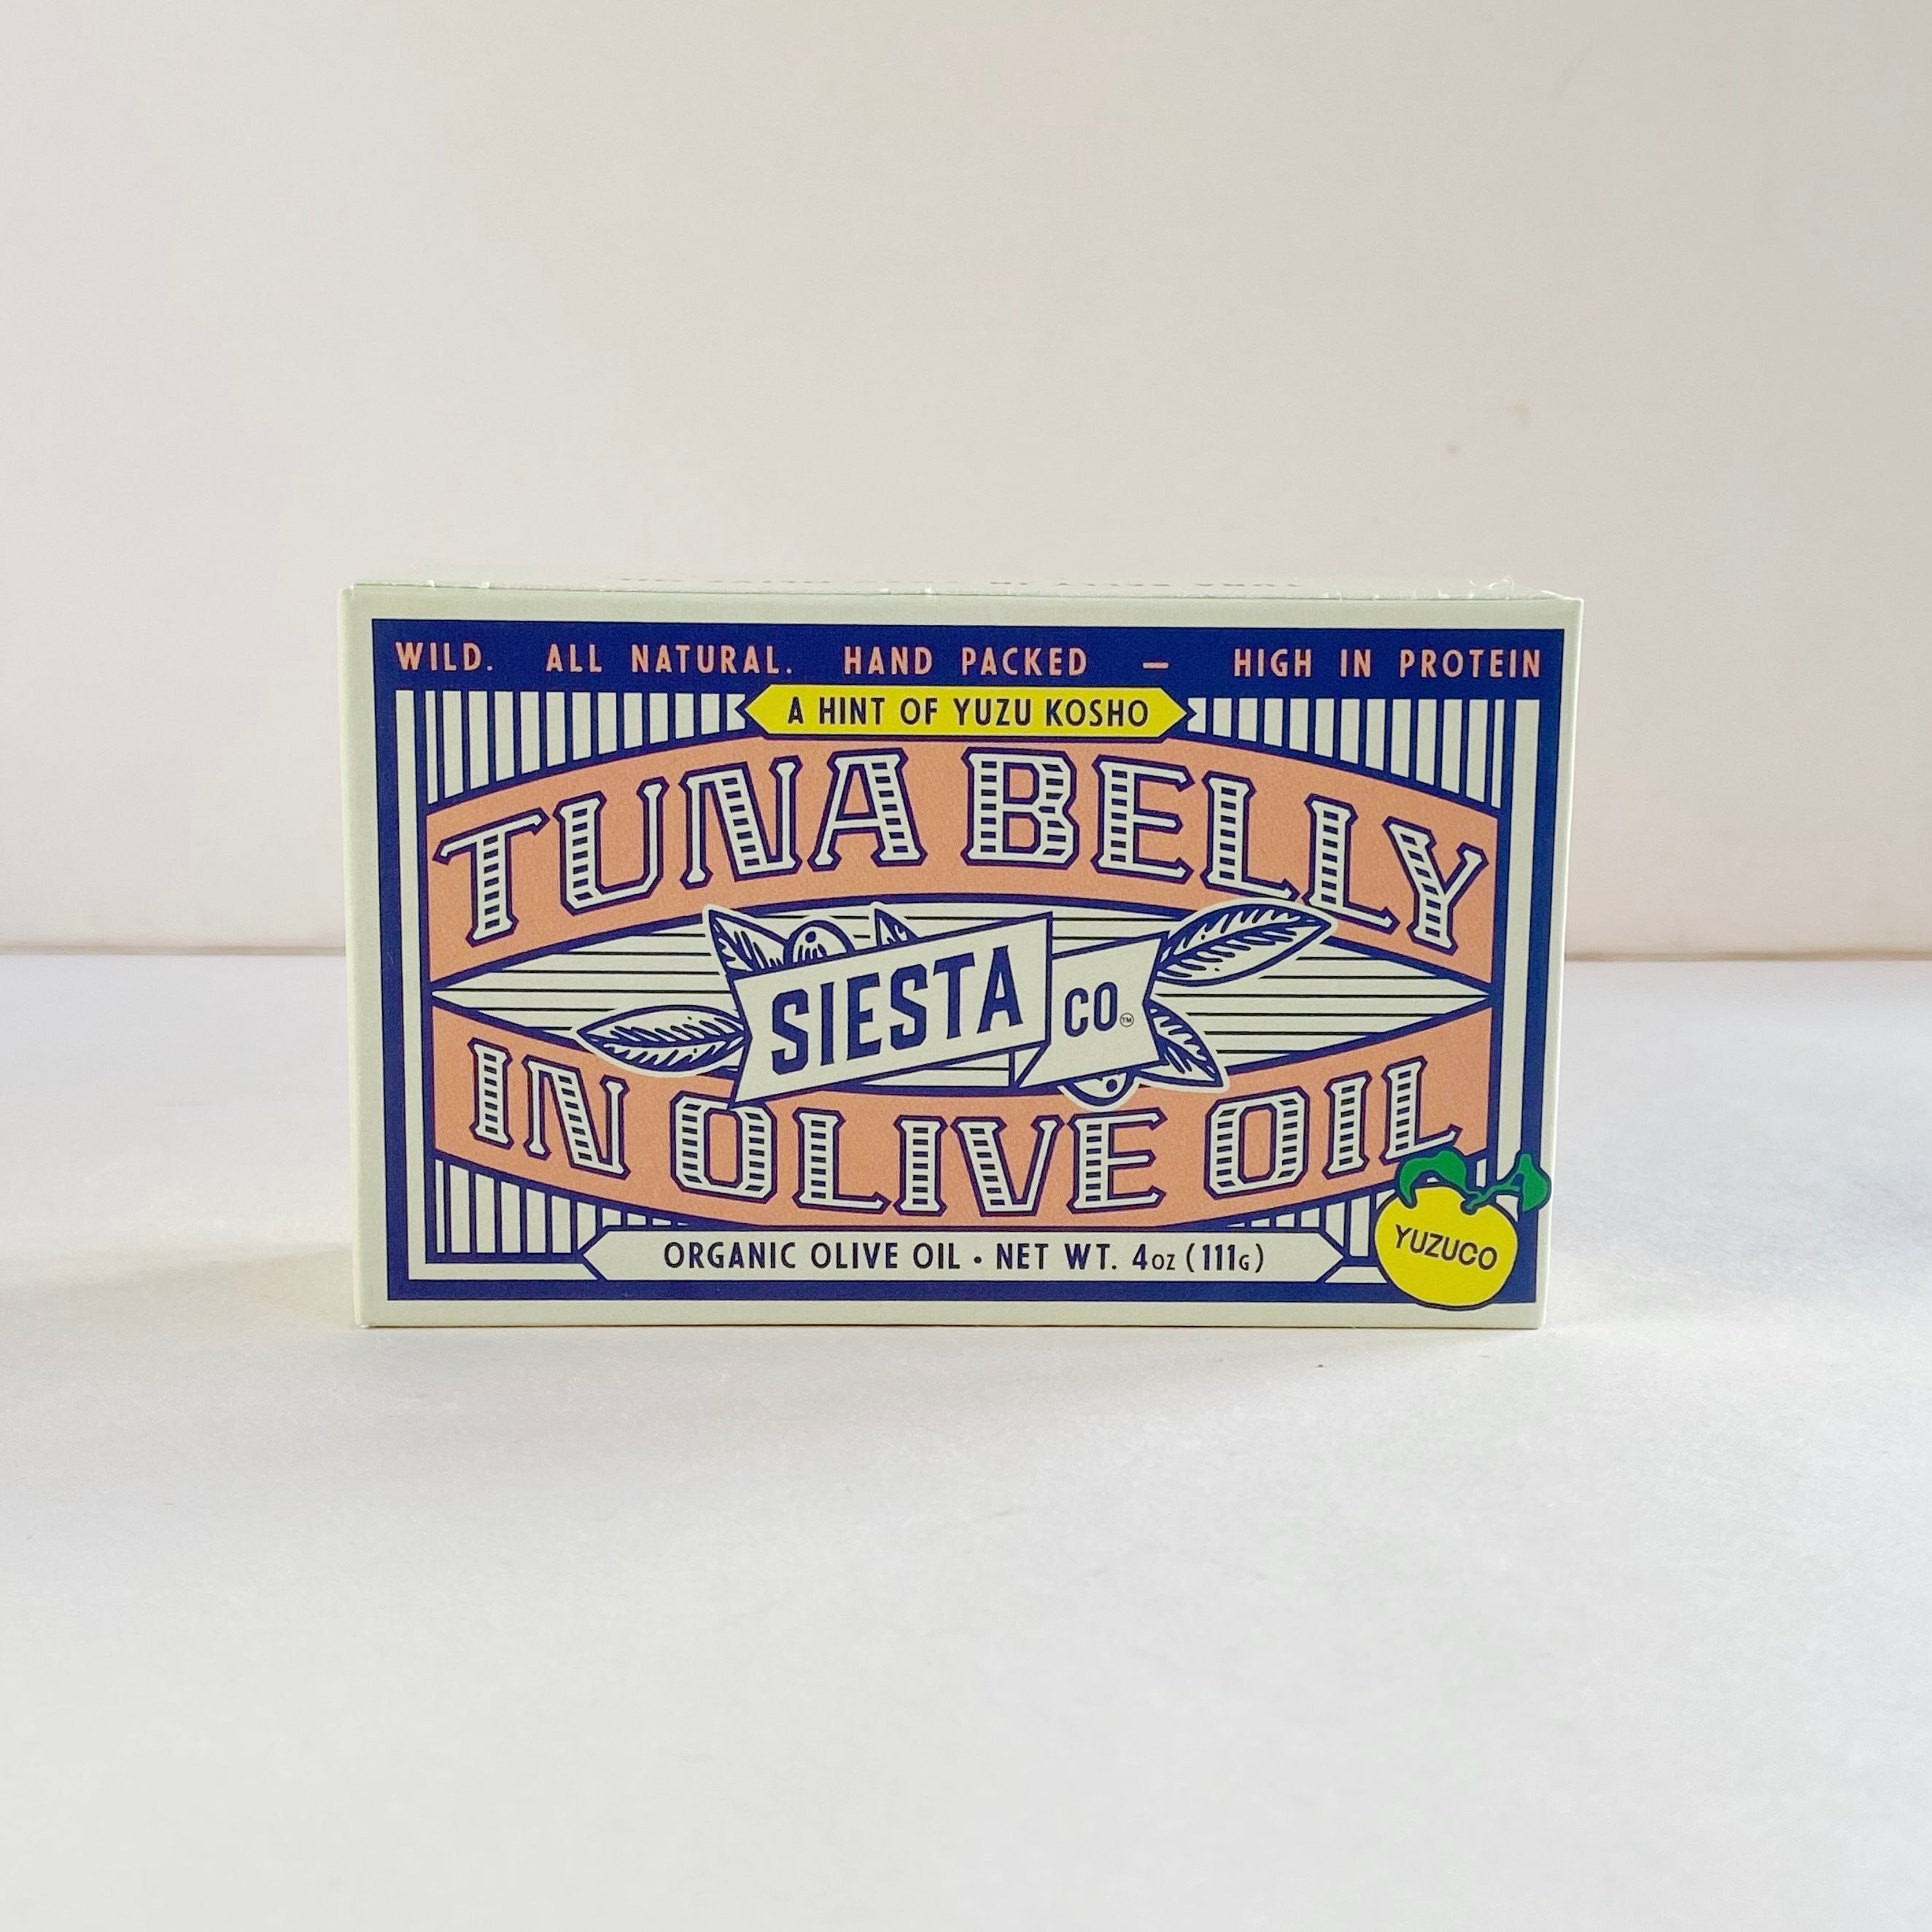 WILD. ALL NATURAL. HAND PACKED — HIGH IN PROTEIN
A HINT OF YUZU KOSHO
TUNA BELLY
SIESTA CO.™
IN OLIVE OIL
YUZUCO
ORGANIC OLIVE OIL • NET WT. 4OZ (111G)